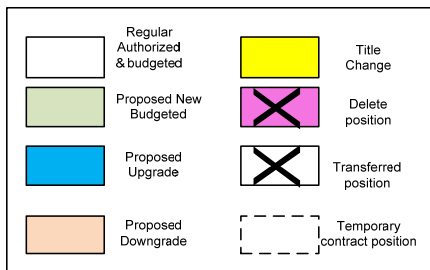 Regular
Authorized
& budgeted
Title
Change
Proposed New
Budgeted
Delete
position
Proposed
Upgrade
Transferred
position
Proposed
Downgrade
Temporary
contract position